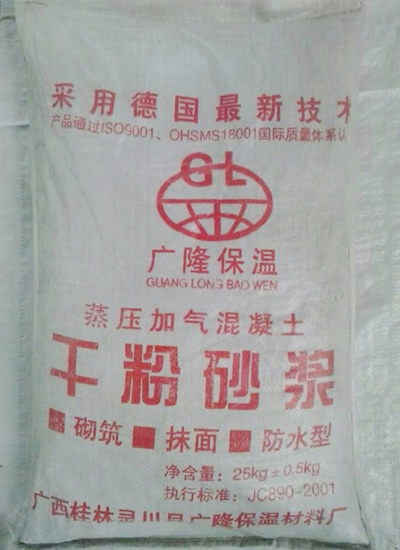 采用德国最新技术
产品通过ISO9001、OHSMS18001国际质量体系认
GL
广隆保温
GUANG LONG BAO WEN
蒸压加气混凝土
干粉砂浆
■砌筑 ■抹面 ■防水型
净含量：25kg±0.5kg
执行标准：JC890-2001
广西桂林灵川县广隆保温材料厂